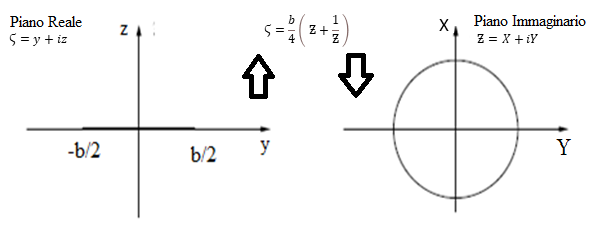 Piano Reale
ς = y + iz
z
-b/2
b/2
y
ς = b/4 (Ƶ + 1/Ƶ)
X
Piano Immaginario
Ƶ = X + iY
Y